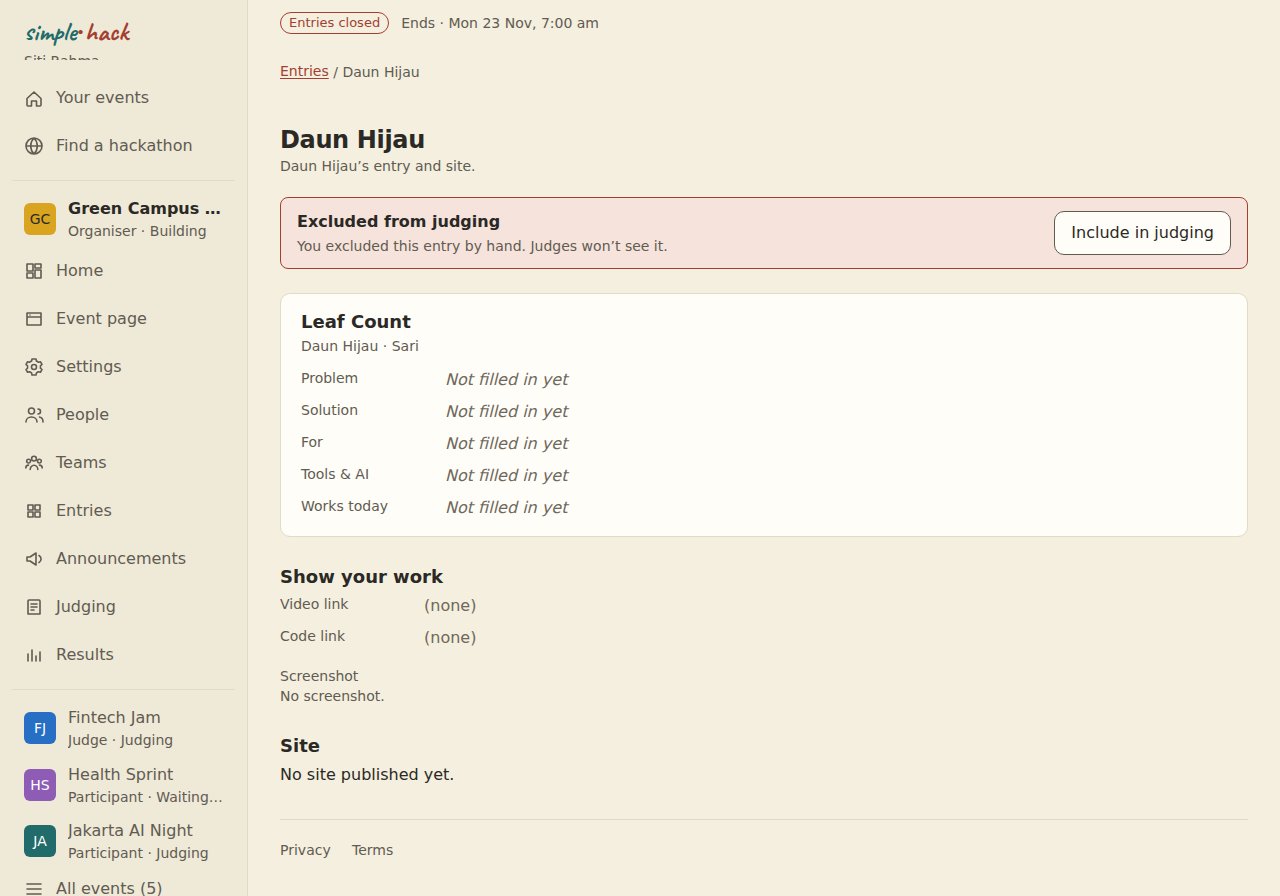 simple·hack
Siti Rahma
Your events
Find a hackathon
GC
Green Campus …
Organiser · Building
Home
Event page
Settings
People
Teams
Entries
Announcements
Judging
Results
FJ
Fintech Jam
Judge · Judging
HS
Health Sprint
Participant · Waiting…
JA
Jakarta AI Night
Participant · Judging
All events (5)
Entries closed Ends · Mon 23 Nov, 7:00 am
Entries / Daun Hijau
Daun Hijau
Daun Hijau’s entry and site.
Excluded from judging
You excluded this entry by hand. Judges won’t see it.
Include in judging
Leaf Count
Daun Hijau · Sari
Problem Not filled in yet
Solution Not filled in yet
For Not filled in yet
Tools & AI Not filled in yet
Works today Not filled in yet
Show your work
Video link (none)
Code link (none)
Screenshot
No screenshot.
Site
No site published yet.
Privacy Terms